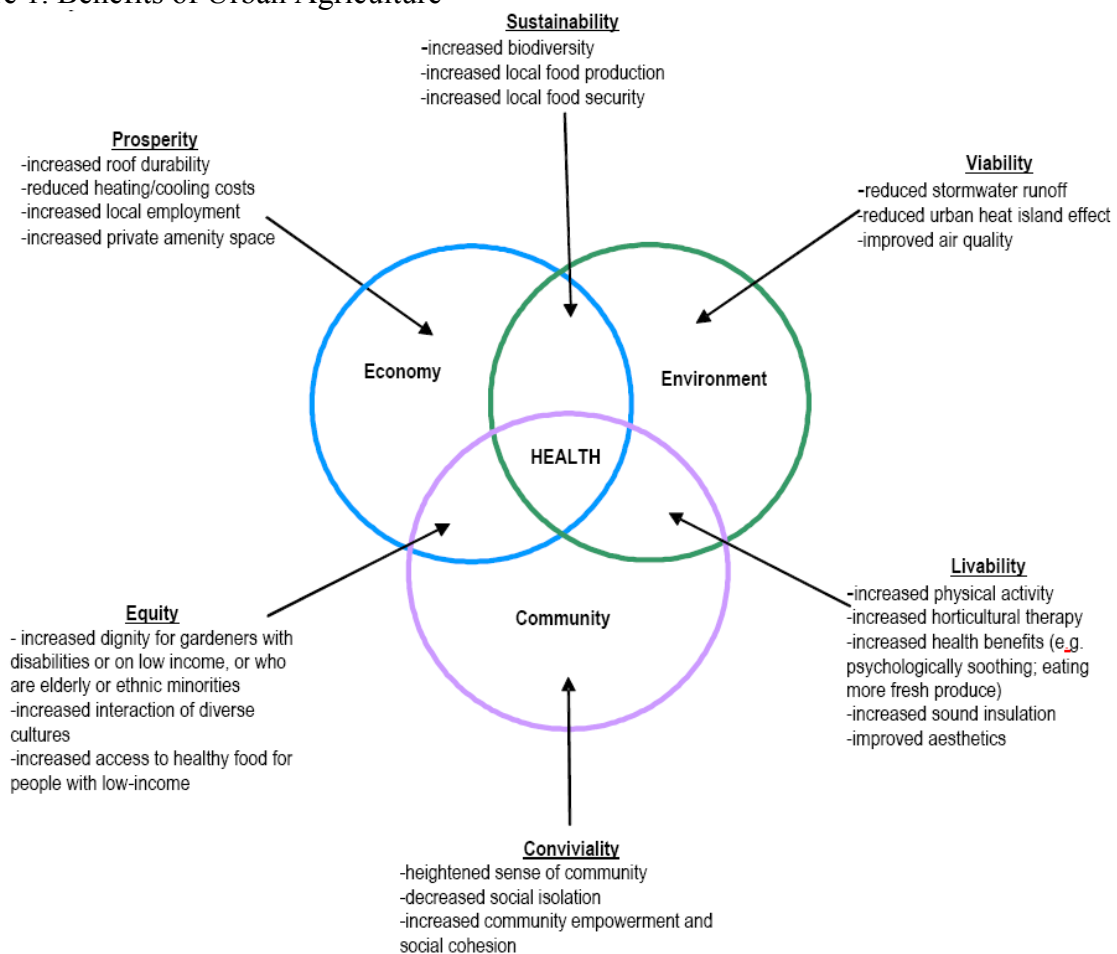 e 1. Benefits of Urban Agriculture
Sustainability
-increased biodiversity
-increased local food production
-increased local food security
Prosperity
-increased roof durability
-reduced heating/cooling costs
-increased local employment
-increased private amenity space
Viability
-reduced stormwater runoff
-reduced urban heat island effect
-improved air quality
Economy
Environment
HEALTH
Community
Equity
- increased dignity for gardeners with
disabilities or on low income, or who
are elderly or ethnic minorities
-increased interaction of diverse
cultures
-increased access to healthy food for
people with low-income
Livability
-increased physical activity
-increased horticultural therapy
-increased health benefits (e.g.
psychologically soothing; eating
more fresh produce)
-increased sound insulation
-improved aesthetics
Conviviality
-heightened sense of community
-decreased social isolation
-increased community empowerment and
social cohesion